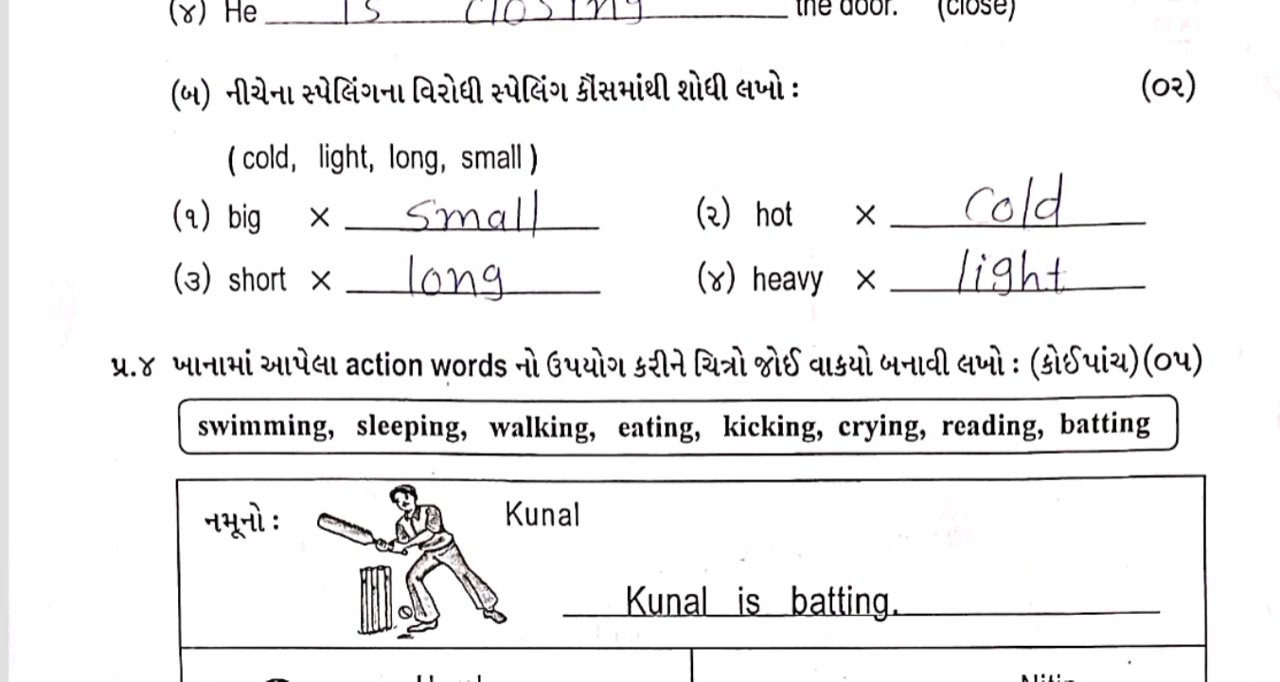 (૪) He is closing the door. (close)
(બ) નીચેના સ્પેલિંગના વિરોધી સ્પેલિંગ કૌંસમાંથી શોધી લખો : (૦૨)
( cold, light, long, small )
(૧) big × small (૨) hot × cold
(૩) short × long (૪) heavy × light
પ્ર.૪ ખાનામાં આપેલા action words નો ઉપયોગ કરીને ચિત્રો જોઈ વાક્યો બનાવી લખો : (કોઈપાંચ) (૦૫)
swimming, sleeping, walking, eating, kicking, crying, reading, batting
નમૂનો : Kunal
Kunal is batting.